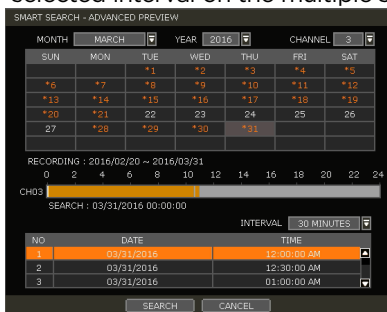 SMART SEARCH - ADVANCED PREVIEW
MONTH MARCH YEAR 2016 CHANNEL 3
SUN MON TUE WED THU FRI SAT
*1 *2 *3 *4 *5
*6 *7 *8 *9 *10 *11 *12
*13 *14 *15 *16 *17 *18 *19
*20 *21 22 23 24 25 26
27 *28 *29 *30 *31
RECORDING : 2016/02/20 ~ 2016/03/31
0 2 4 6 8 10 12 14 16 18 20 22 24
CH03
SEARCH : 03/31/2016 00:00:00
INTERVAL 30 MINUTES
NO DATE TIME
1 03/31/2016 12:00:00 AM
2 03/31/2016 12:30:00 AM
3 03/31/2016 01:00:00 AM
SEARCH CANCEL